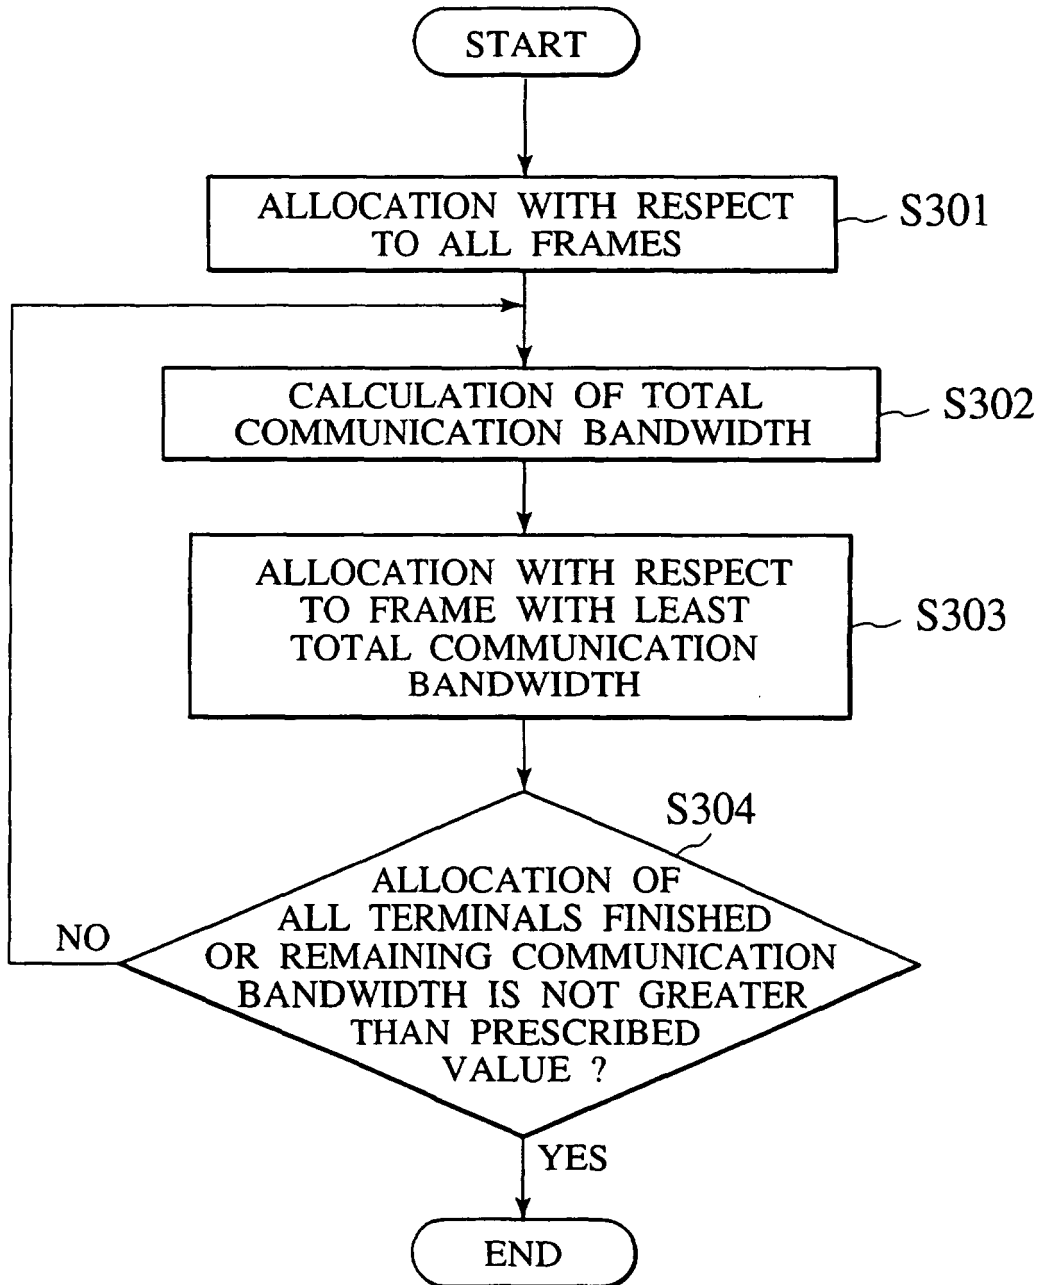 START
ALLOCATION WITH RESPECT
TO ALL FRAMES
S301
CALCULATION OF TOTAL
COMMUNICATION BANDWIDTH
S302
ALLOCATION WITH RESPECT
TO FRAME WITH LEAST
TOTAL COMMUNICATION
BANDWIDTH
S303
S304
ALLOCATION OF
ALL TERMINALS FINISHED
OR REMAINING COMMUNICATION
BANDWIDTH IS NOT GREATER
THAN PRESCRIBED
VALUE ?
NO
YES
END